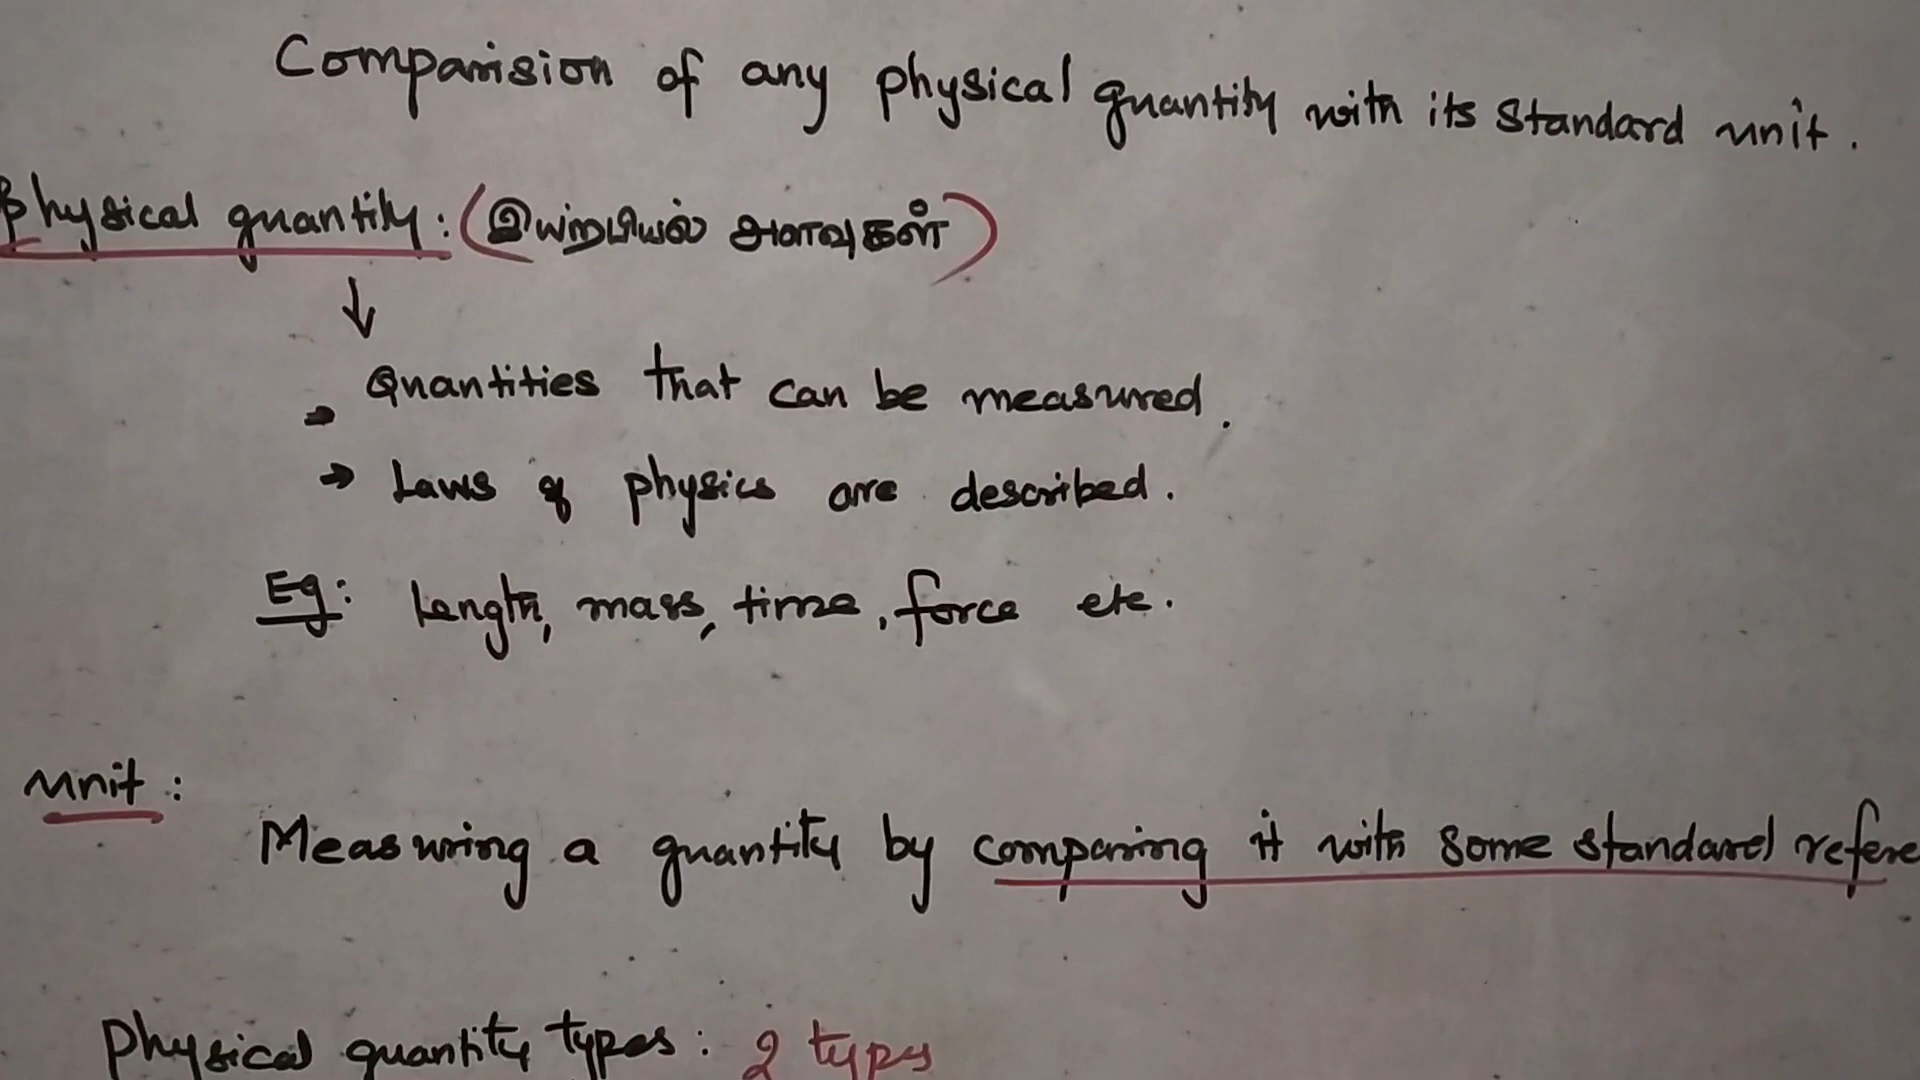 Comparision of any physical quantity with its standard unit.
Physical quantity: (இயற்பியல் அளவுகள்)
↓
Quantities that can be measured.
→ Laws of physics are described.
Eg: Length, mass, time, force etc.
Unit:
Measuring a quantity by comparing it with some standard refere
Physical quantity types: 2 types